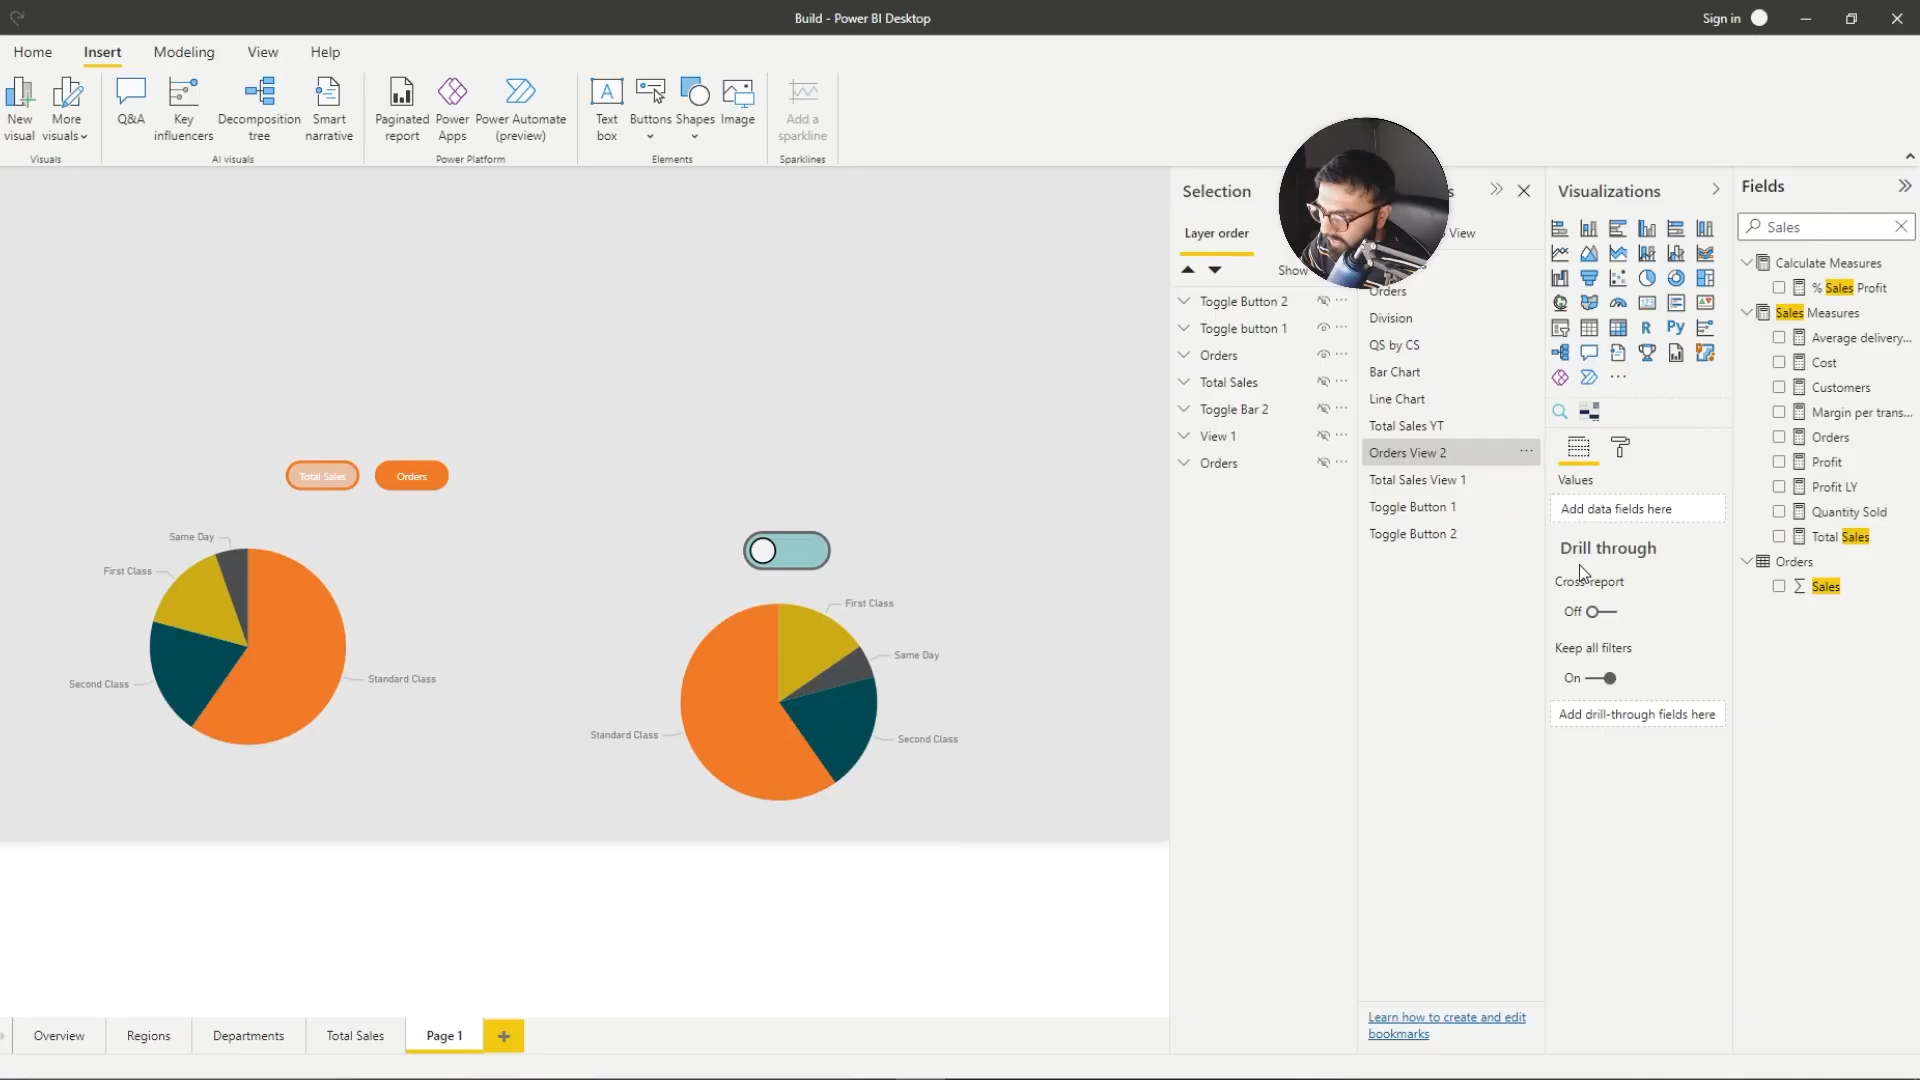 Build - Power BI Desktop
Sign in
Home
Insert
Modeling
View
Help
New visual
More visuals
Visuals
Q&A
Key influencers
Decomposition tree
Smart narrative
AI visuals
Paginated report
Power Apps
Power Automate (preview)
Power Platform
Text box
Buttons
Shapes
Image
Elements
Add a sparkline
Sparklines
Total Sales
Orders
Same Day
First Class
Second Class
Standard Class
First Class
Same Day
Standard Class
Second Class
Selection
Layer order
Show
Toggle Button 2
Toggle button 1
Orders
Total Sales
Toggle Bar 2
View 1
Orders
s
View
Orders
Division
QS by CS
Bar Chart
Line Chart
Total Sales YT
Orders View 2
Total Sales View 1
Toggle Button 1
Toggle Button 2
Learn how to create and edit
bookmarks
Visualizations
R
Py
123
Values
Add data fields here
Drill through
Cross-report
Off
Keep all filters
On
Add drill-through fields here
Fields
Sales
Calculate Measures
% Sales Profit
Sales Measures
Average delivery...
Cost
Customers
Margin per trans...
Orders
Profit
Profit LY
Quantity Sold
Total Sales
Orders
Sales
Overview
Regions
Departments
Total Sales
Page 1